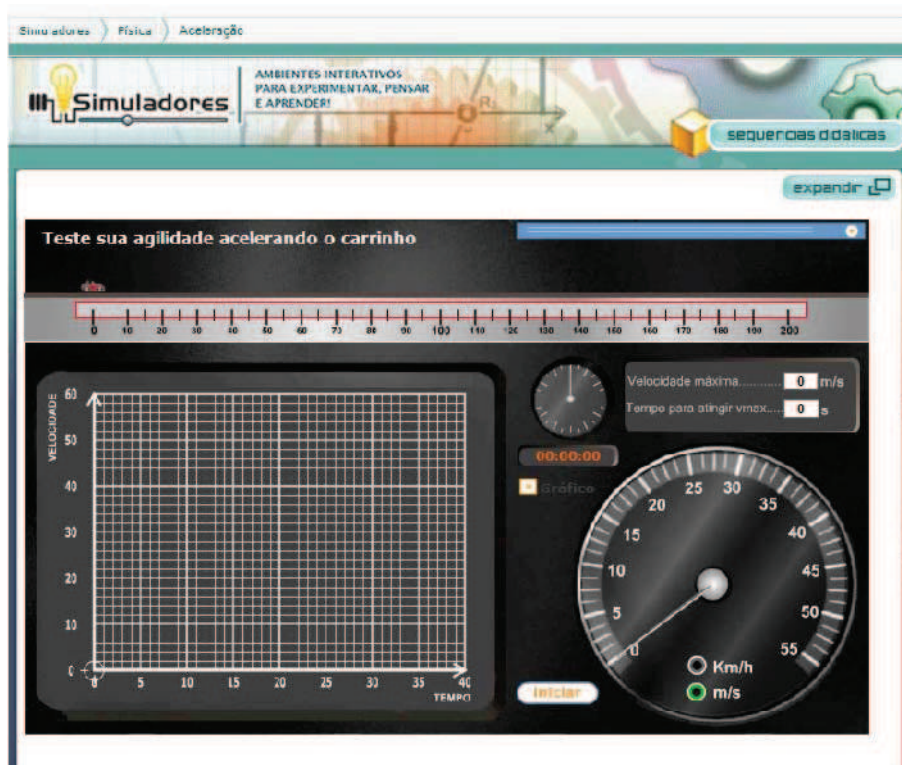 Simuladores Física Aceleração
Simuladores
AMBIENTES INTERATIVOS
PARA EXPERIMENTAR, PENSAR
E APRENDER!
R
x
sequencias didaticas
expandir
Teste sua agilidade acelerando o carrinho
0 10 20 30 40 50 60 70 80 90 100 110 120 130 140 150 160 170 180 190 200
VELOCIDADE
60
50
40
30
20
10
0
0 5 10 15 20 25 30 35 40
TEMPO
Velocidade máxima........... 0 m/s
Tempo para atingir vmax..... 0 s
00:00:00
Gráfico
Iniciar
0 5 10 15 20 25 30 35 40 45 50 55
Km/h
m/s